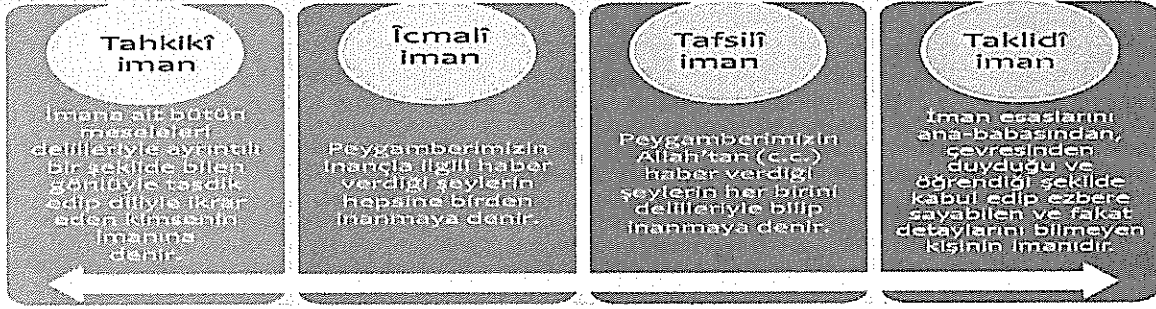 Tahkikî
iman
İmana ait bütün
meseleleri
delilleriyle ayrıntılı
bir şekilde bilen
gönlüyle tasdik
edip diliyle ikrar
eden kimsenin
imanına
denir.
Îcmalî
iman
Peygamberimizin
inançla ilgili haber
verdiği şeylerin
hepsine birden
inanmaya denir.
Tafsilî
iman
Peygamberimizin
Allah'tan (c.c.)
haber verdiği
şeylerin her birini
delilleriyle bilip
inanmaya denir.
Taklidî
iman
İman esaslarını
ana-babasından,
çevresinden
duyduğu ve
öğrendiği şekilde
kabul edip ezbere
sayabilen ve fakat
detaylarını bilmeyen
kişinin imanıdır.